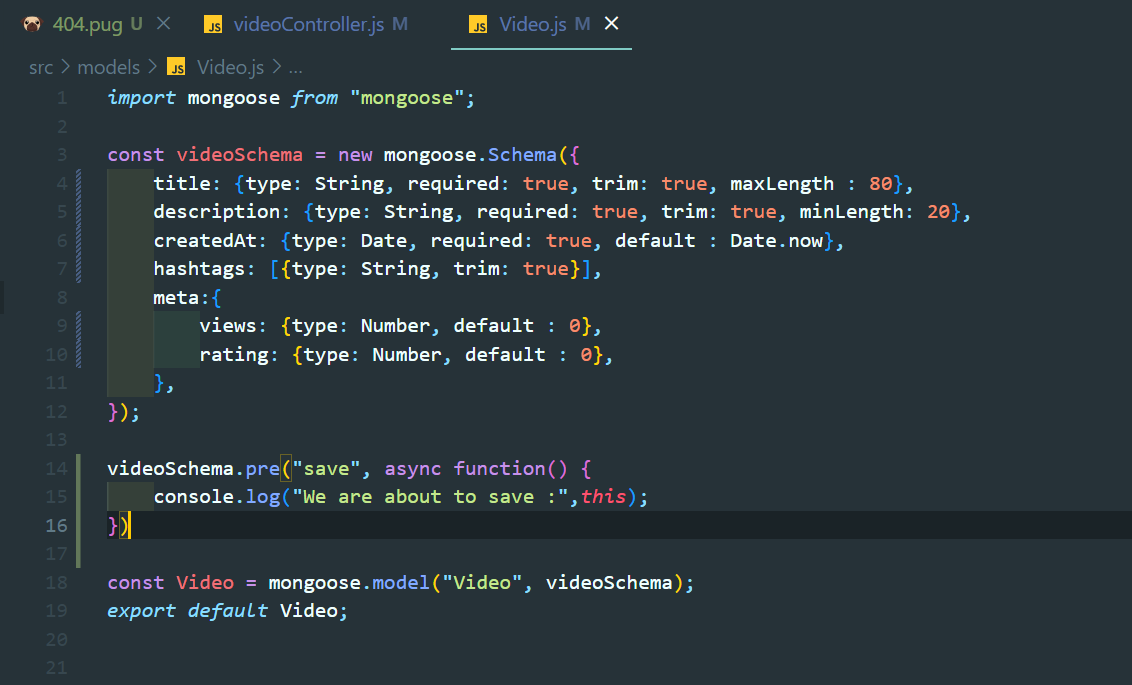 404.pug U
JS videoController.js M
JS Video.js M
src > models > JS Video.js > ...
1 import mongoose from "mongoose";
2
3 const videoSchema = new mongoose.Schema({
4 title: {type: String, required: true, trim: true, maxLength : 80},
5 description: {type: String, required: true, trim: true, minLength: 20},
6 createdAt: {type: Date, required: true, default : Date.now},
7 hashtags: [{type: String, trim: true}],
8 meta:{
9 views: {type: Number, default : 0},
10 rating: {type: Number, default : 0},
11 },
12 });
13
14 videoSchema.pre("save", async function() {
15 console.log("We are about to save :",this);
16 })
17
18 const Video = mongoose.model("Video", videoSchema);
19 export default Video;
20
21